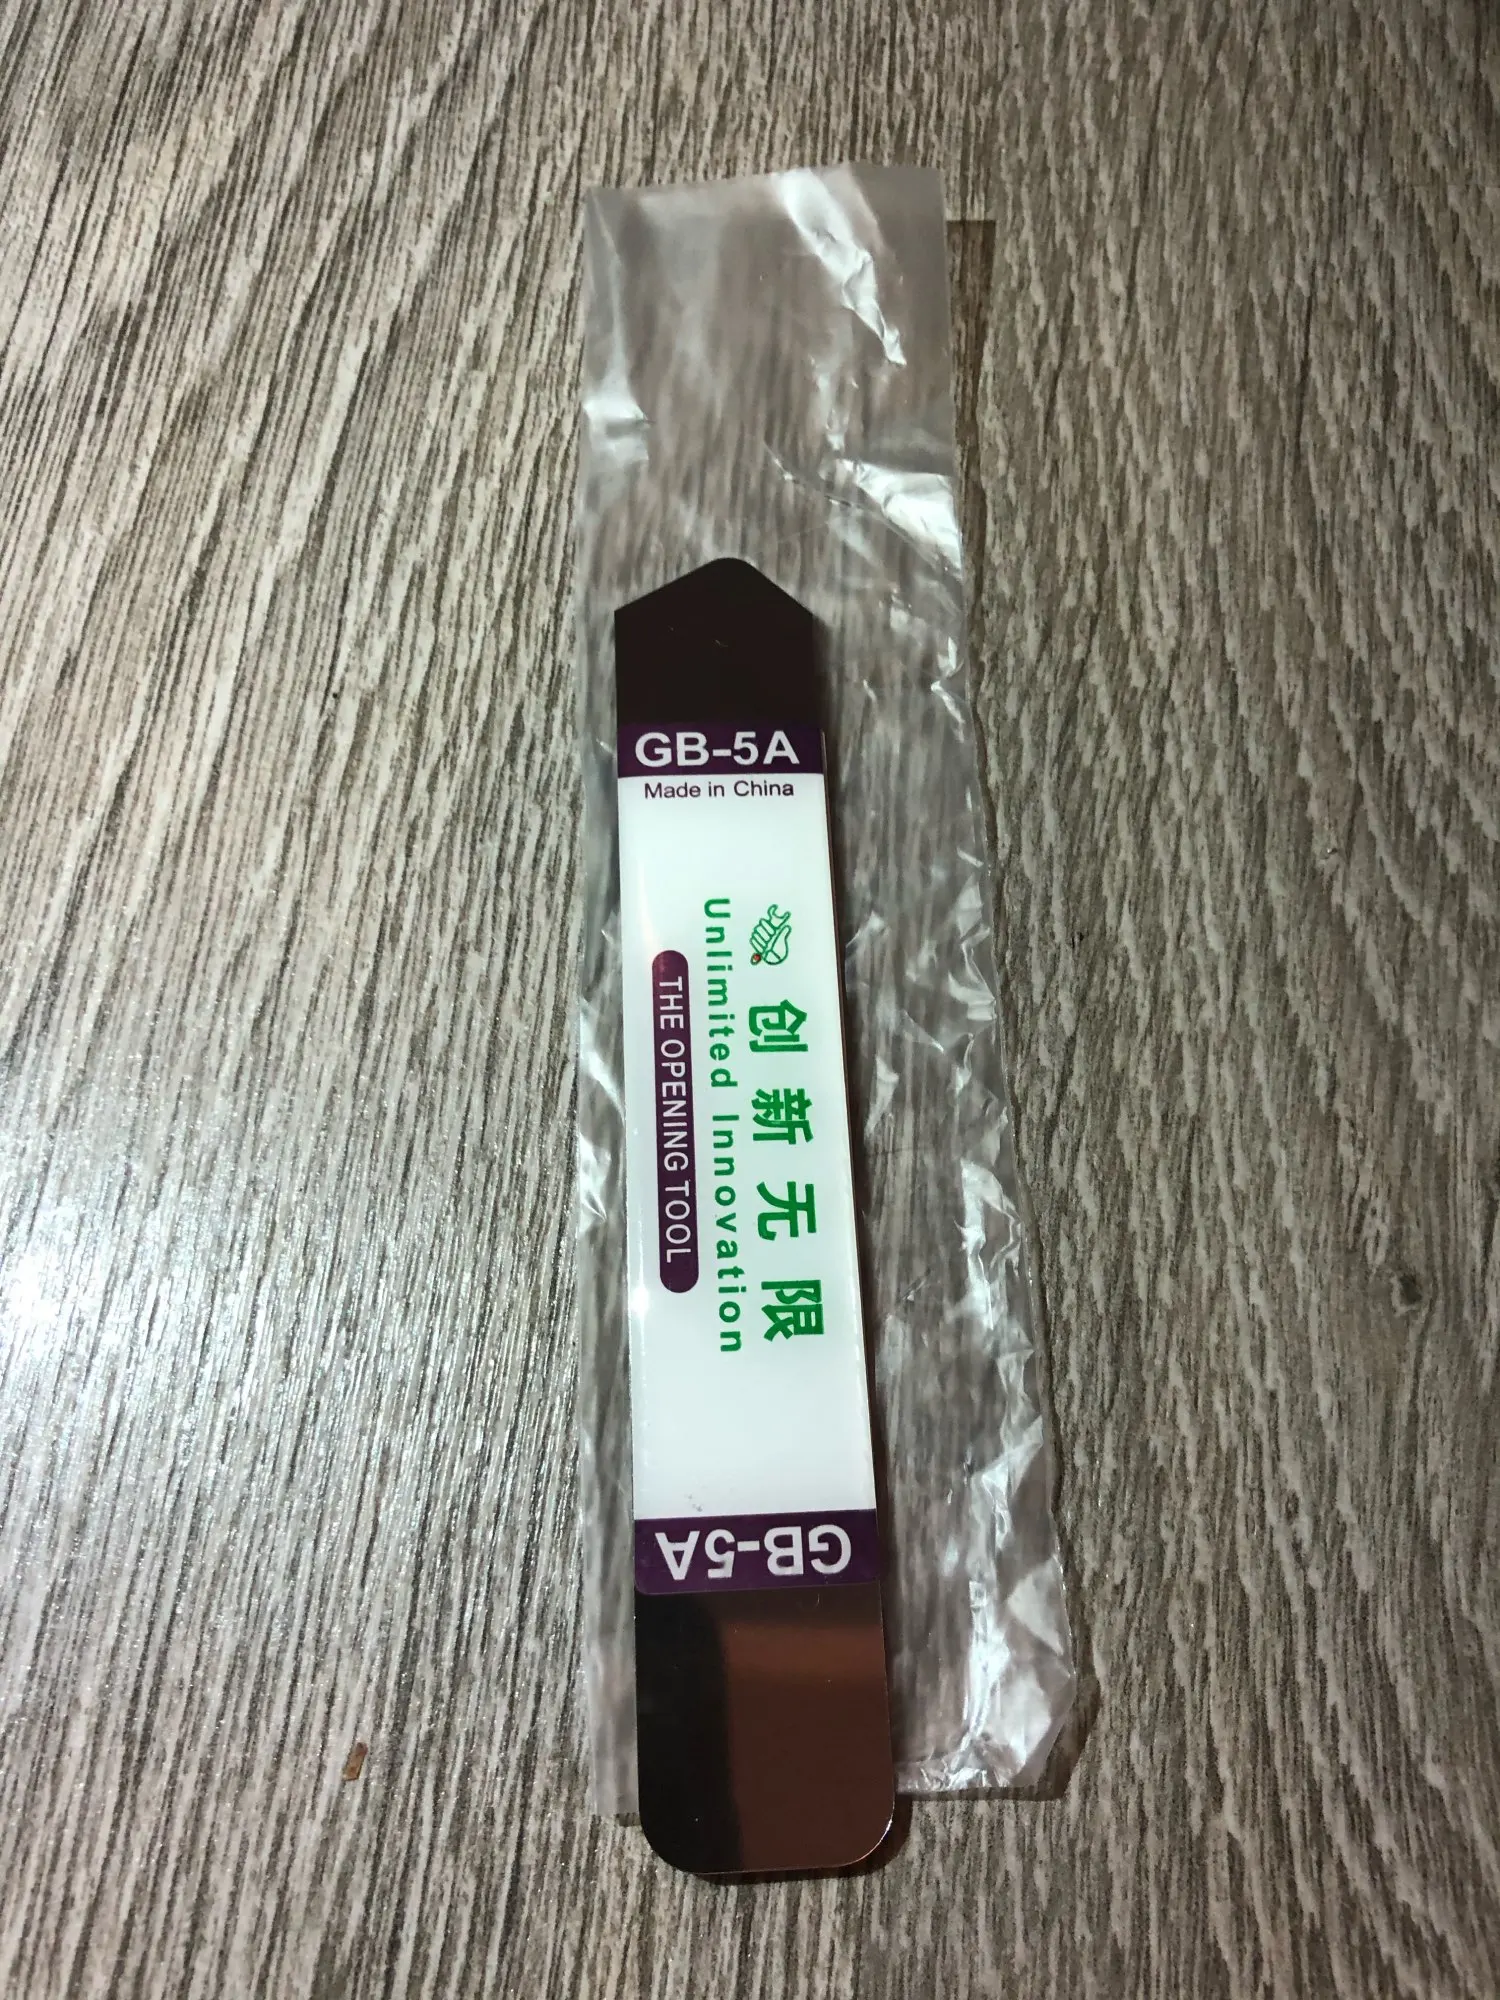 GB-5A
Made in China
创新无限
Unlimited Innovation
THE OPENING TOOL
GB-5A